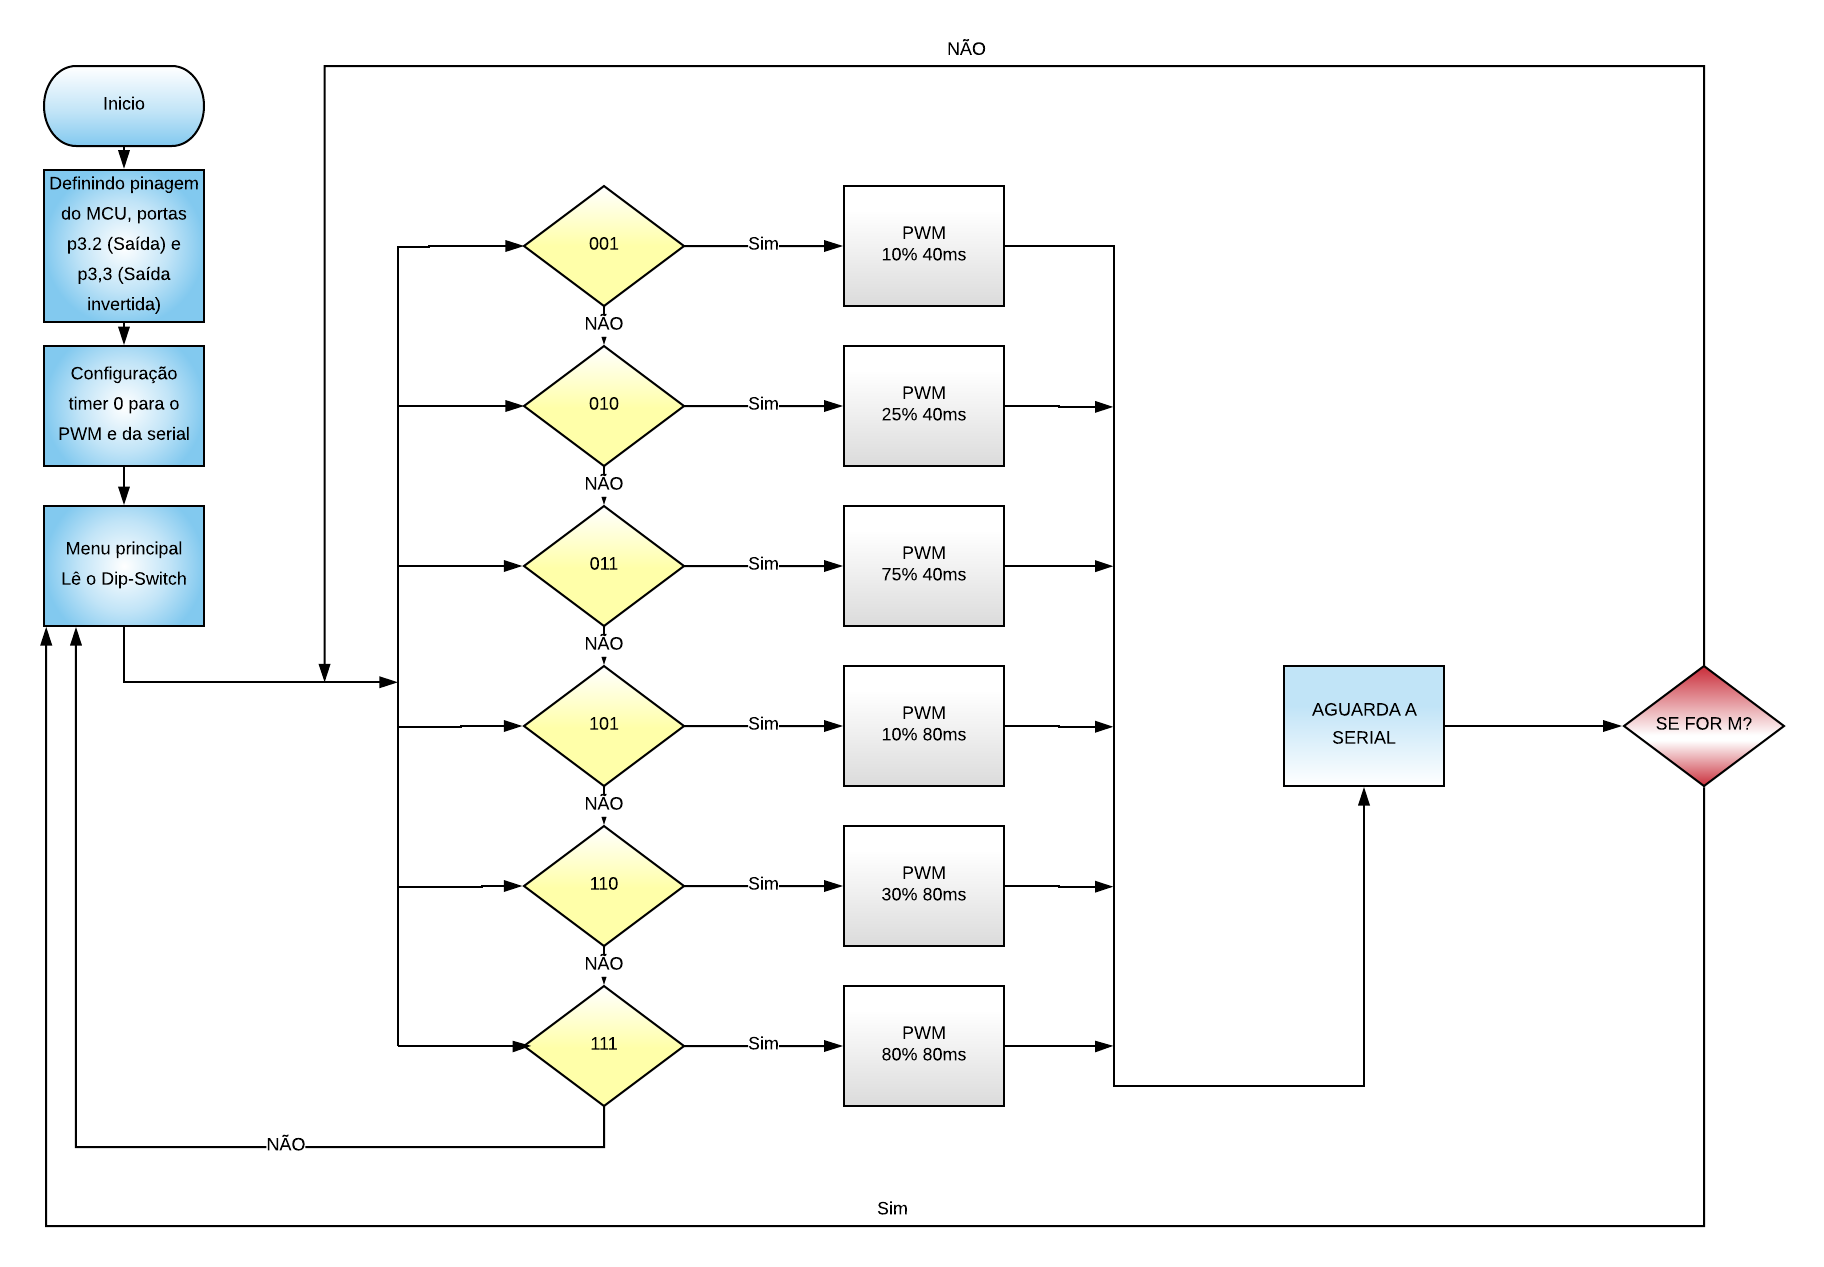 NÃO
Inicio
Definindo pinagem
do MCU, portas
p3.2 (Saída) e
p3,3 (Saída
invertida)
Configuração
timer 0 para o
PWM e da serial
Menu principal
Lê o Dip-Switch
001
Sim
PWM
10% 40ms
NÃO
010
Sim
PWM
25% 40ms
NÃO
011
Sim
PWM
75% 40ms
NÃO
101
Sim
PWM
10% 80ms
NÃO
110
Sim
PWM
30% 80ms
NÃO
111
Sim
PWM
80% 80ms
NÃO
AGUARDA A
SERIAL
SE FOR M?
Sim